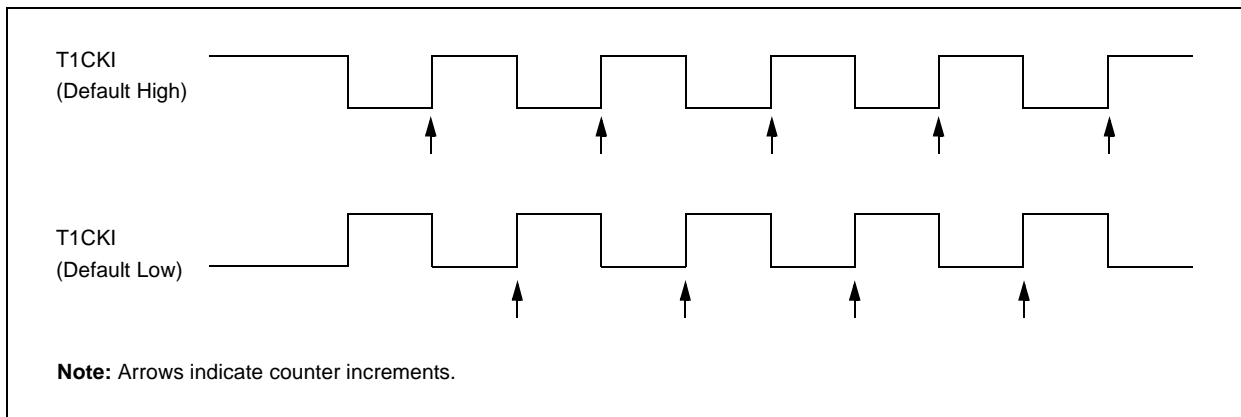 T1CKI
(Default High)
T1CKI
(Default Low)
Note: Arrows indicate counter increments.